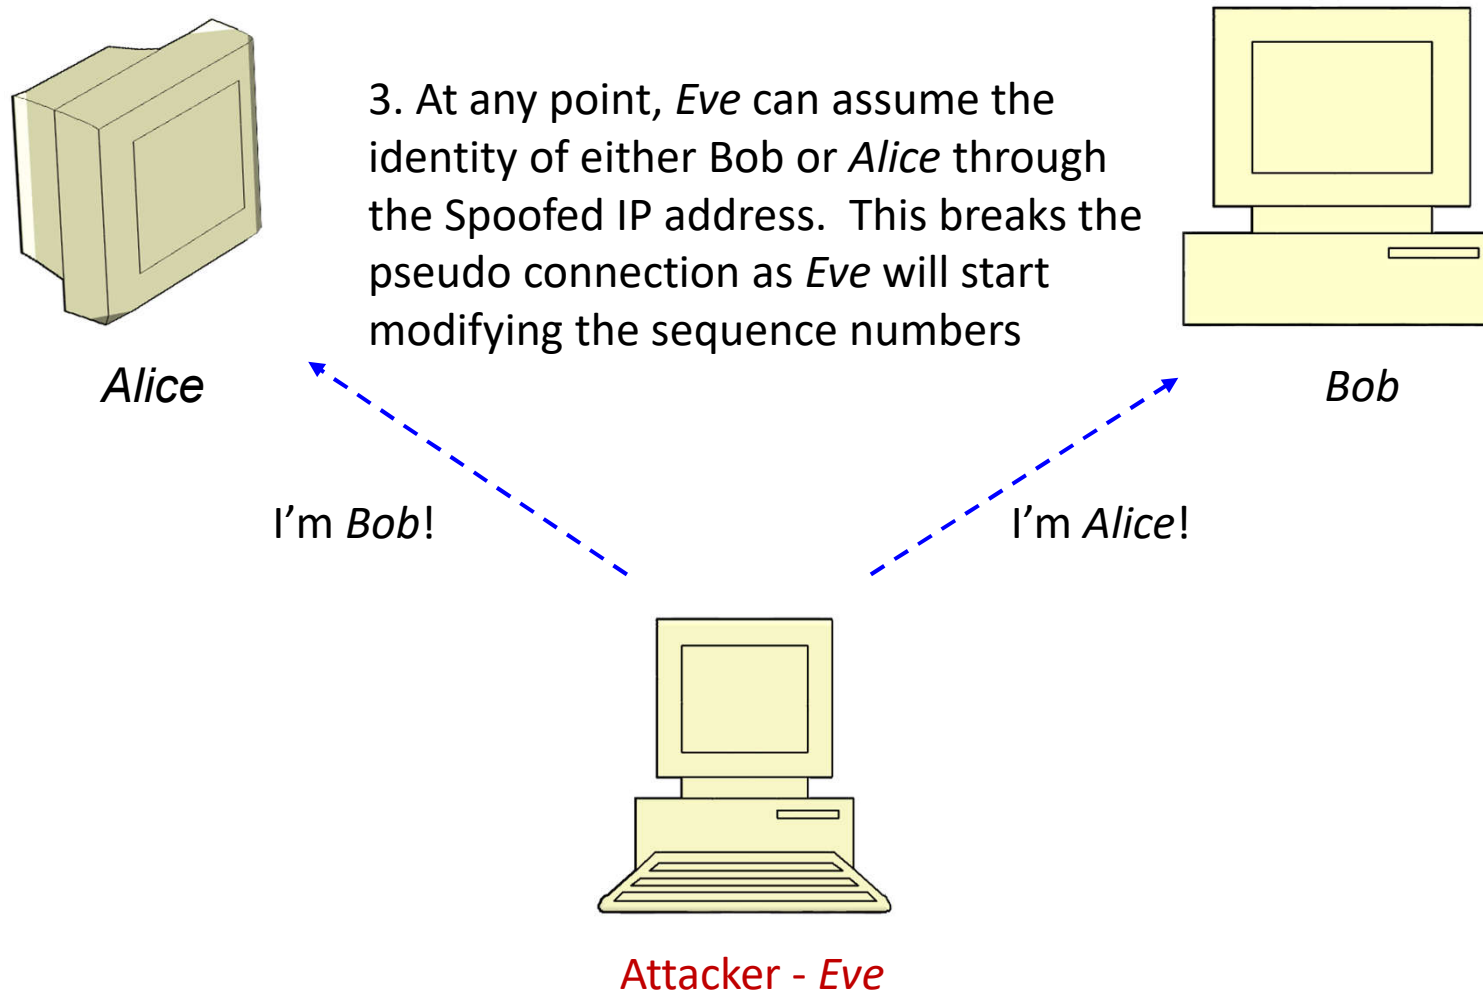 3. At any point, Eve can assume the
identity of either Bob or Alice through
the Spoofed IP address.  This breaks the
pseudo connection as Eve will start
modifying the sequence numbers
Alice
Bob
I’m Bob!
I’m Alice!
Attacker - Eve